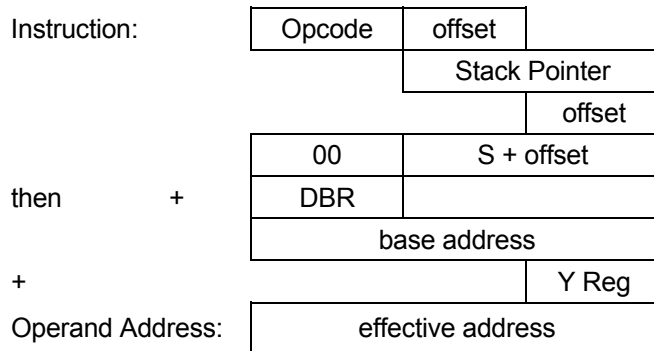 Instruction: Opcode offset
Stack Pointer
offset
00 S + offset
then + DBR
base address
+ Y Reg
Operand Address: effective address